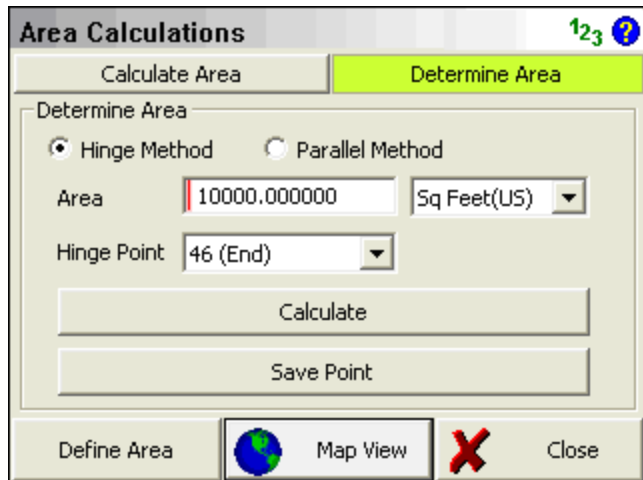 Area Calculations 123 ?
Calculate Area Determine Area
Determine Area
Hinge Method Parallel Method
Area 10000.000000 Sq Feet(US)
Hinge Point 46 (End)
Calculate
Save Point
Define Area Map View Close